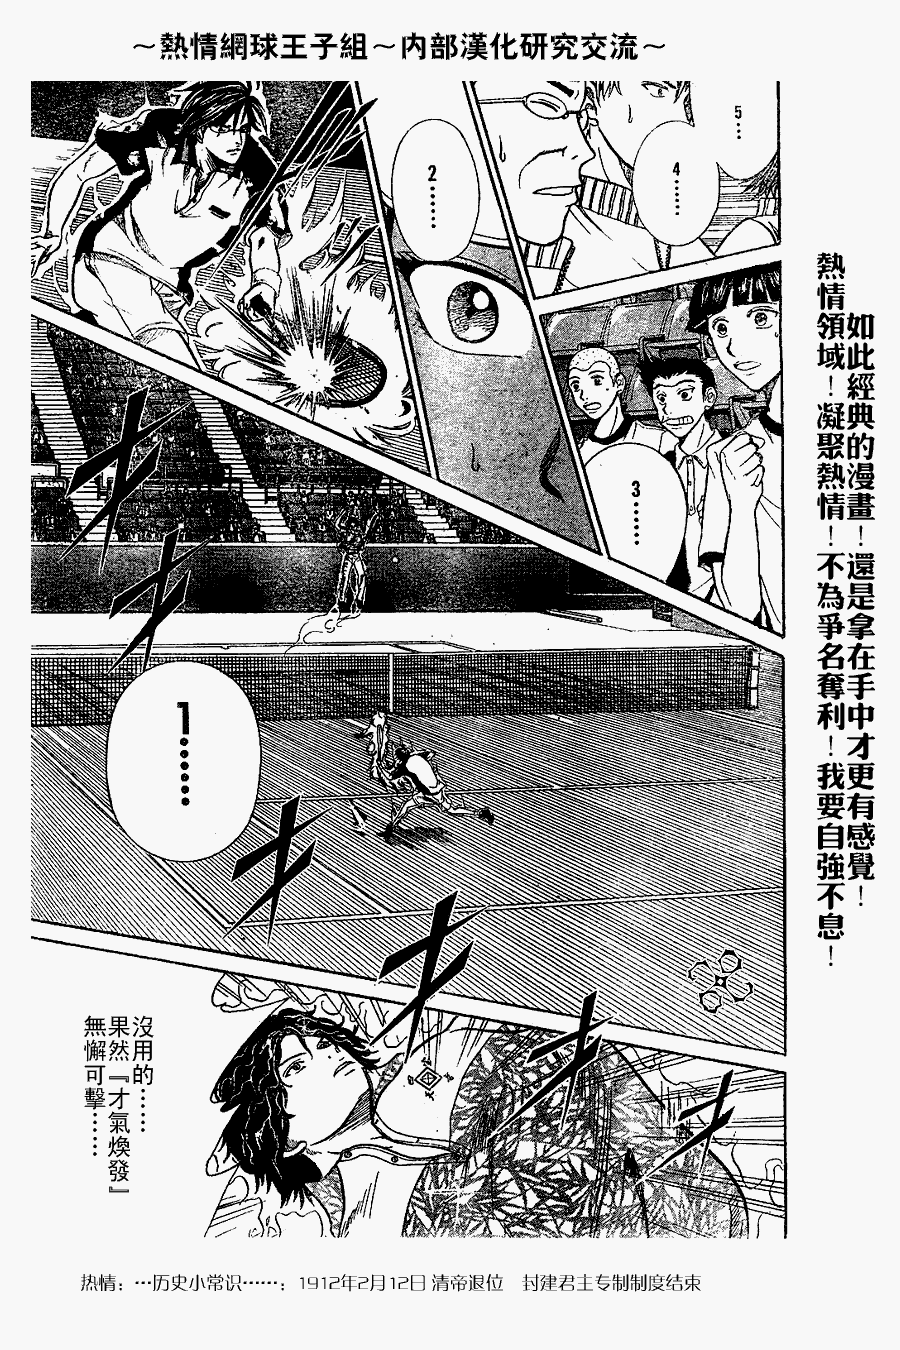 ～熱情網球王子組～内部漢化研究交流～
5…
4……
2……
3……
1……
如此經典的漫畫！還是拿在手中才更有感覺！
熱情領域！凝聚熱情！不為爭名奪利！我要自強不息！
沒用的……
果然『才氣煥發』
無懈可擊……
热情：…历史小常识……：1912年2月12日 清帝退位　封建君主专制制度结束